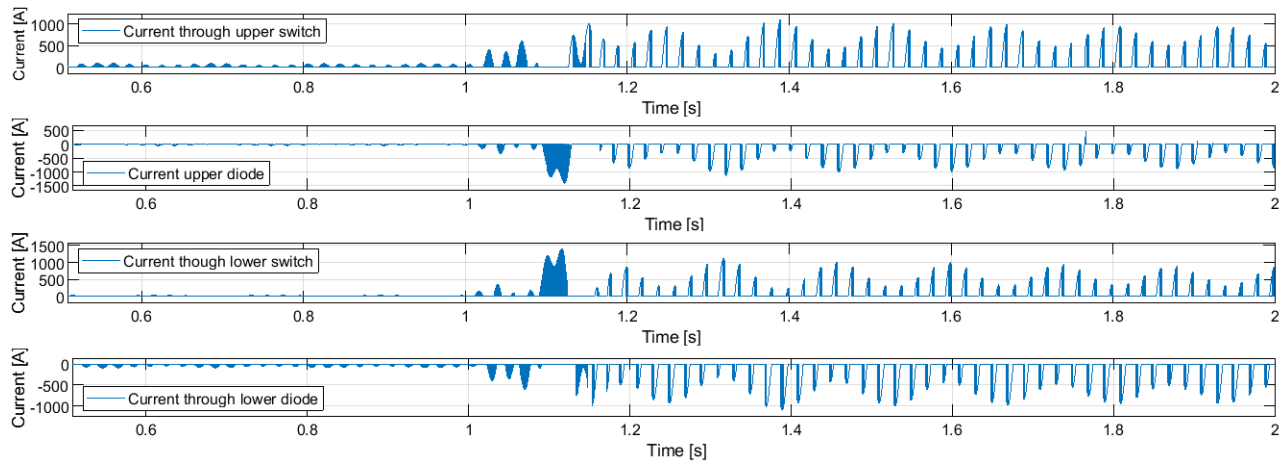 Current [A]
1000
500
0
Current through upper switch
0.6 0.8 1 1.2 1.4 1.6 1.8 2
Time [s]
Current [A]
500
0
-500
-1000
-1500
Current upper diode
0.6 0.8 1 1.2 1.4 1.6 1.8 2
Time [s]
Current [A]
1500
1000
500
0
Current though lower switch
0.6 0.8 1 1.2 1.4 1.6 1.8 2
Time [s]
Current [A]
0
-500
-1000
Current through lower diode
0.6 0.8 1 1.2 1.4 1.6 1.8 2
Time [s]